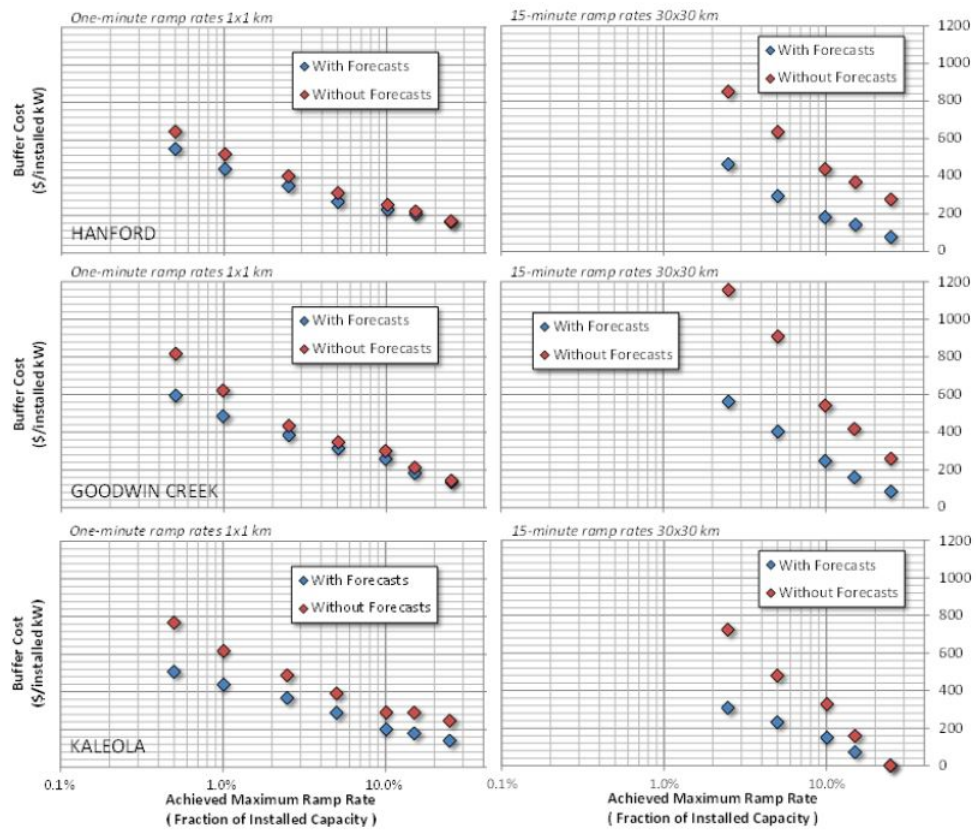 One-minute ramp rates 1x1 km
15-minute ramp rates 30x30 km
Buffer Cost
($/installed kW)
With Forecasts
Without Forecasts
HANFORD
With Forecasts
Without Forecasts
1200
1000
800
600
400
200
0
One-minute ramp rates 1x1 km
15-minute ramp rates 30x30 km
Buffer Cost
($/installed kW)
With Forecasts
Without Forecasts
GOODWIN CREEK
With Forecasts
Without Forecasts
1200
1000
800
600
400
200
0
One-minute ramp rates 1x1 km
15-minute ramp rates 30x30 km
Buffer Cost
($/installed kW)
With Forecasts
Without Forecasts
KALEOLA
With Forecasts
Without Forecasts
1200
1000
800
600
400
200
0
0.1% 1.0% 10.0%
Achieved Maximum Ramp Rate
( Fraction of Installed Capacity )
0.1% 1.0% 10.0%
Achieved Maximum Ramp Rate
( Fraction of Installed Capacity )